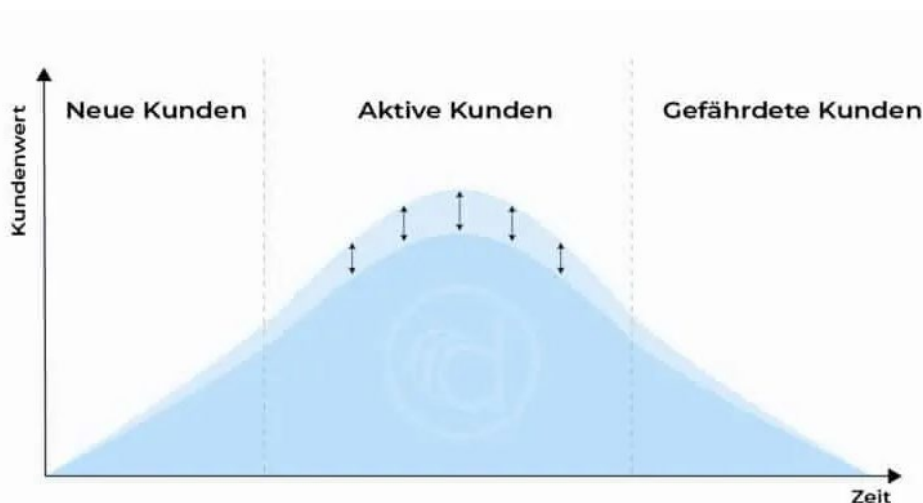 Neue Kunden
Aktive Kunden
Gefährdete Kunden
Kundenwert
Zeit